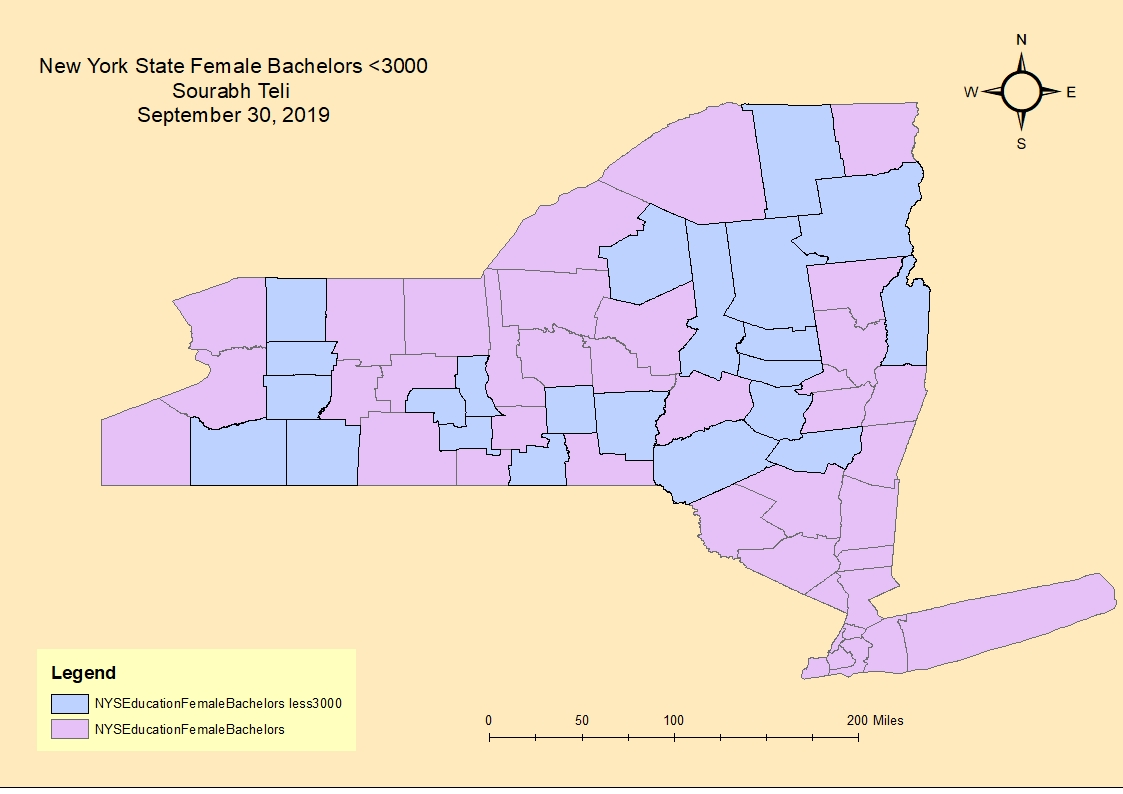 New York State Female Bachelors <3000
Sourabh Teli
September 30, 2019
N
W E
S
Legend
NYSEducationFemaleBachelors less3000
NYSEducationFemaleBachelors
0 50 100 200 Miles